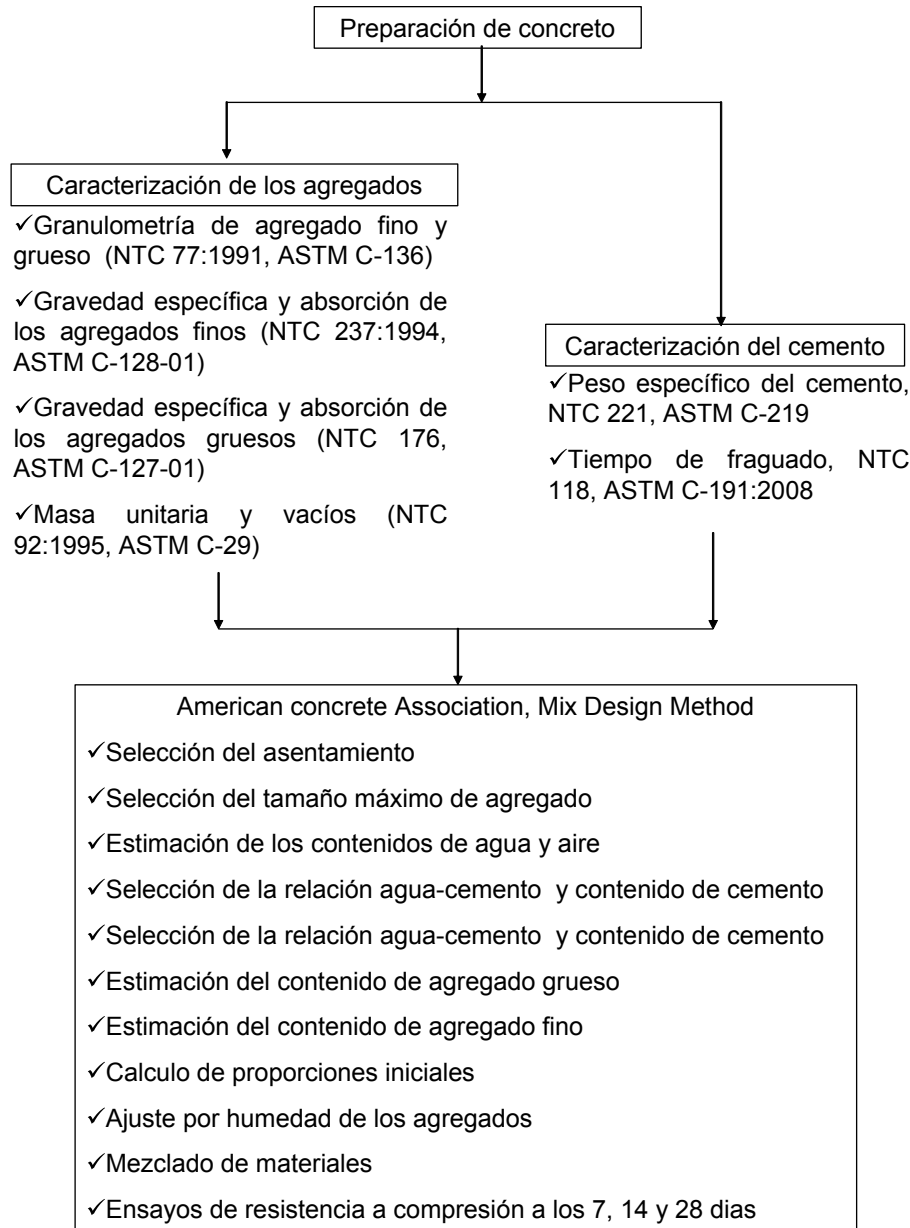 Preparación de concreto
Caracterización de los agregados
✓Granulometría de agregado fino y
grueso (NTC 77:1991, ASTM C-136)
✓Gravedad específica y absorción de
los agregados finos (NTC 237:1994,
ASTM C-128-01)
✓Gravedad específica y absorción de
los agregados gruesos (NTC 176,
ASTM C-127-01)
✓Masa unitaria y vacíos (NTC
92:1995, ASTM C-29)
Caracterización del cemento
✓Peso específico del cemento,
NTC 221, ASTM C-219
✓Tiempo de fraguado, NTC
118, ASTM C-191:2008
American concrete Association, Mix Design Method
✓Selección del asentamiento
✓Selección del tamaño máximo de agregado
✓Estimación de los contenidos de agua y aire
✓Selección de la relación agua-cemento y contenido de cemento
✓Selección de la relación agua-cemento y contenido de cemento
✓Estimación del contenido de agregado grueso
✓Estimación del contenido de agregado fino
✓Calculo de proporciones iniciales
✓Ajuste por humedad de los agregados
✓Mezclado de materiales
✓Ensayos de resistencia a compresión a los 7, 14 y 28 dias